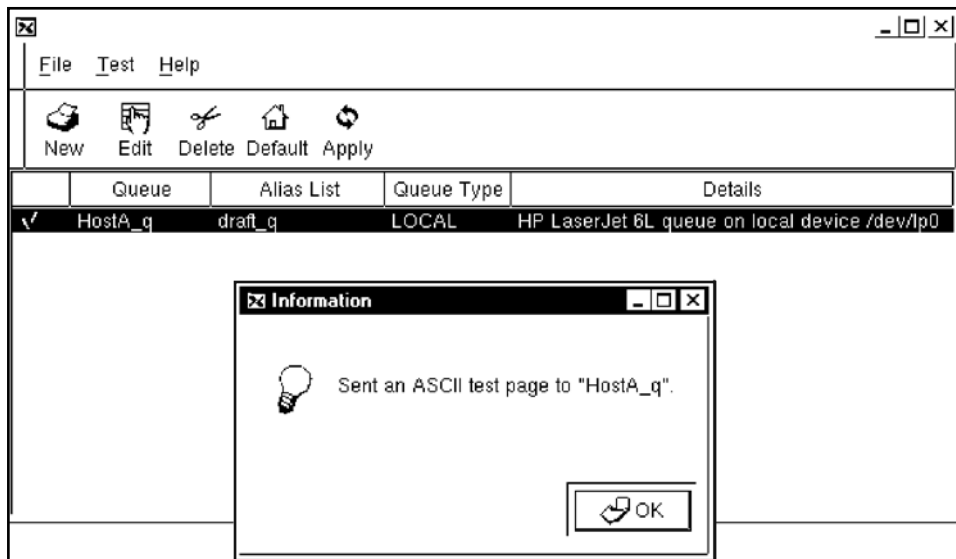 File Test Help
New Edit Delete Default Apply
Queue Alias List Queue Type Details
HostA_q draft_q LOCAL HP LaserJet 6L queue on local device /dev/lp0
Information
Sent an ASCII test page to "HostA_q".
OK